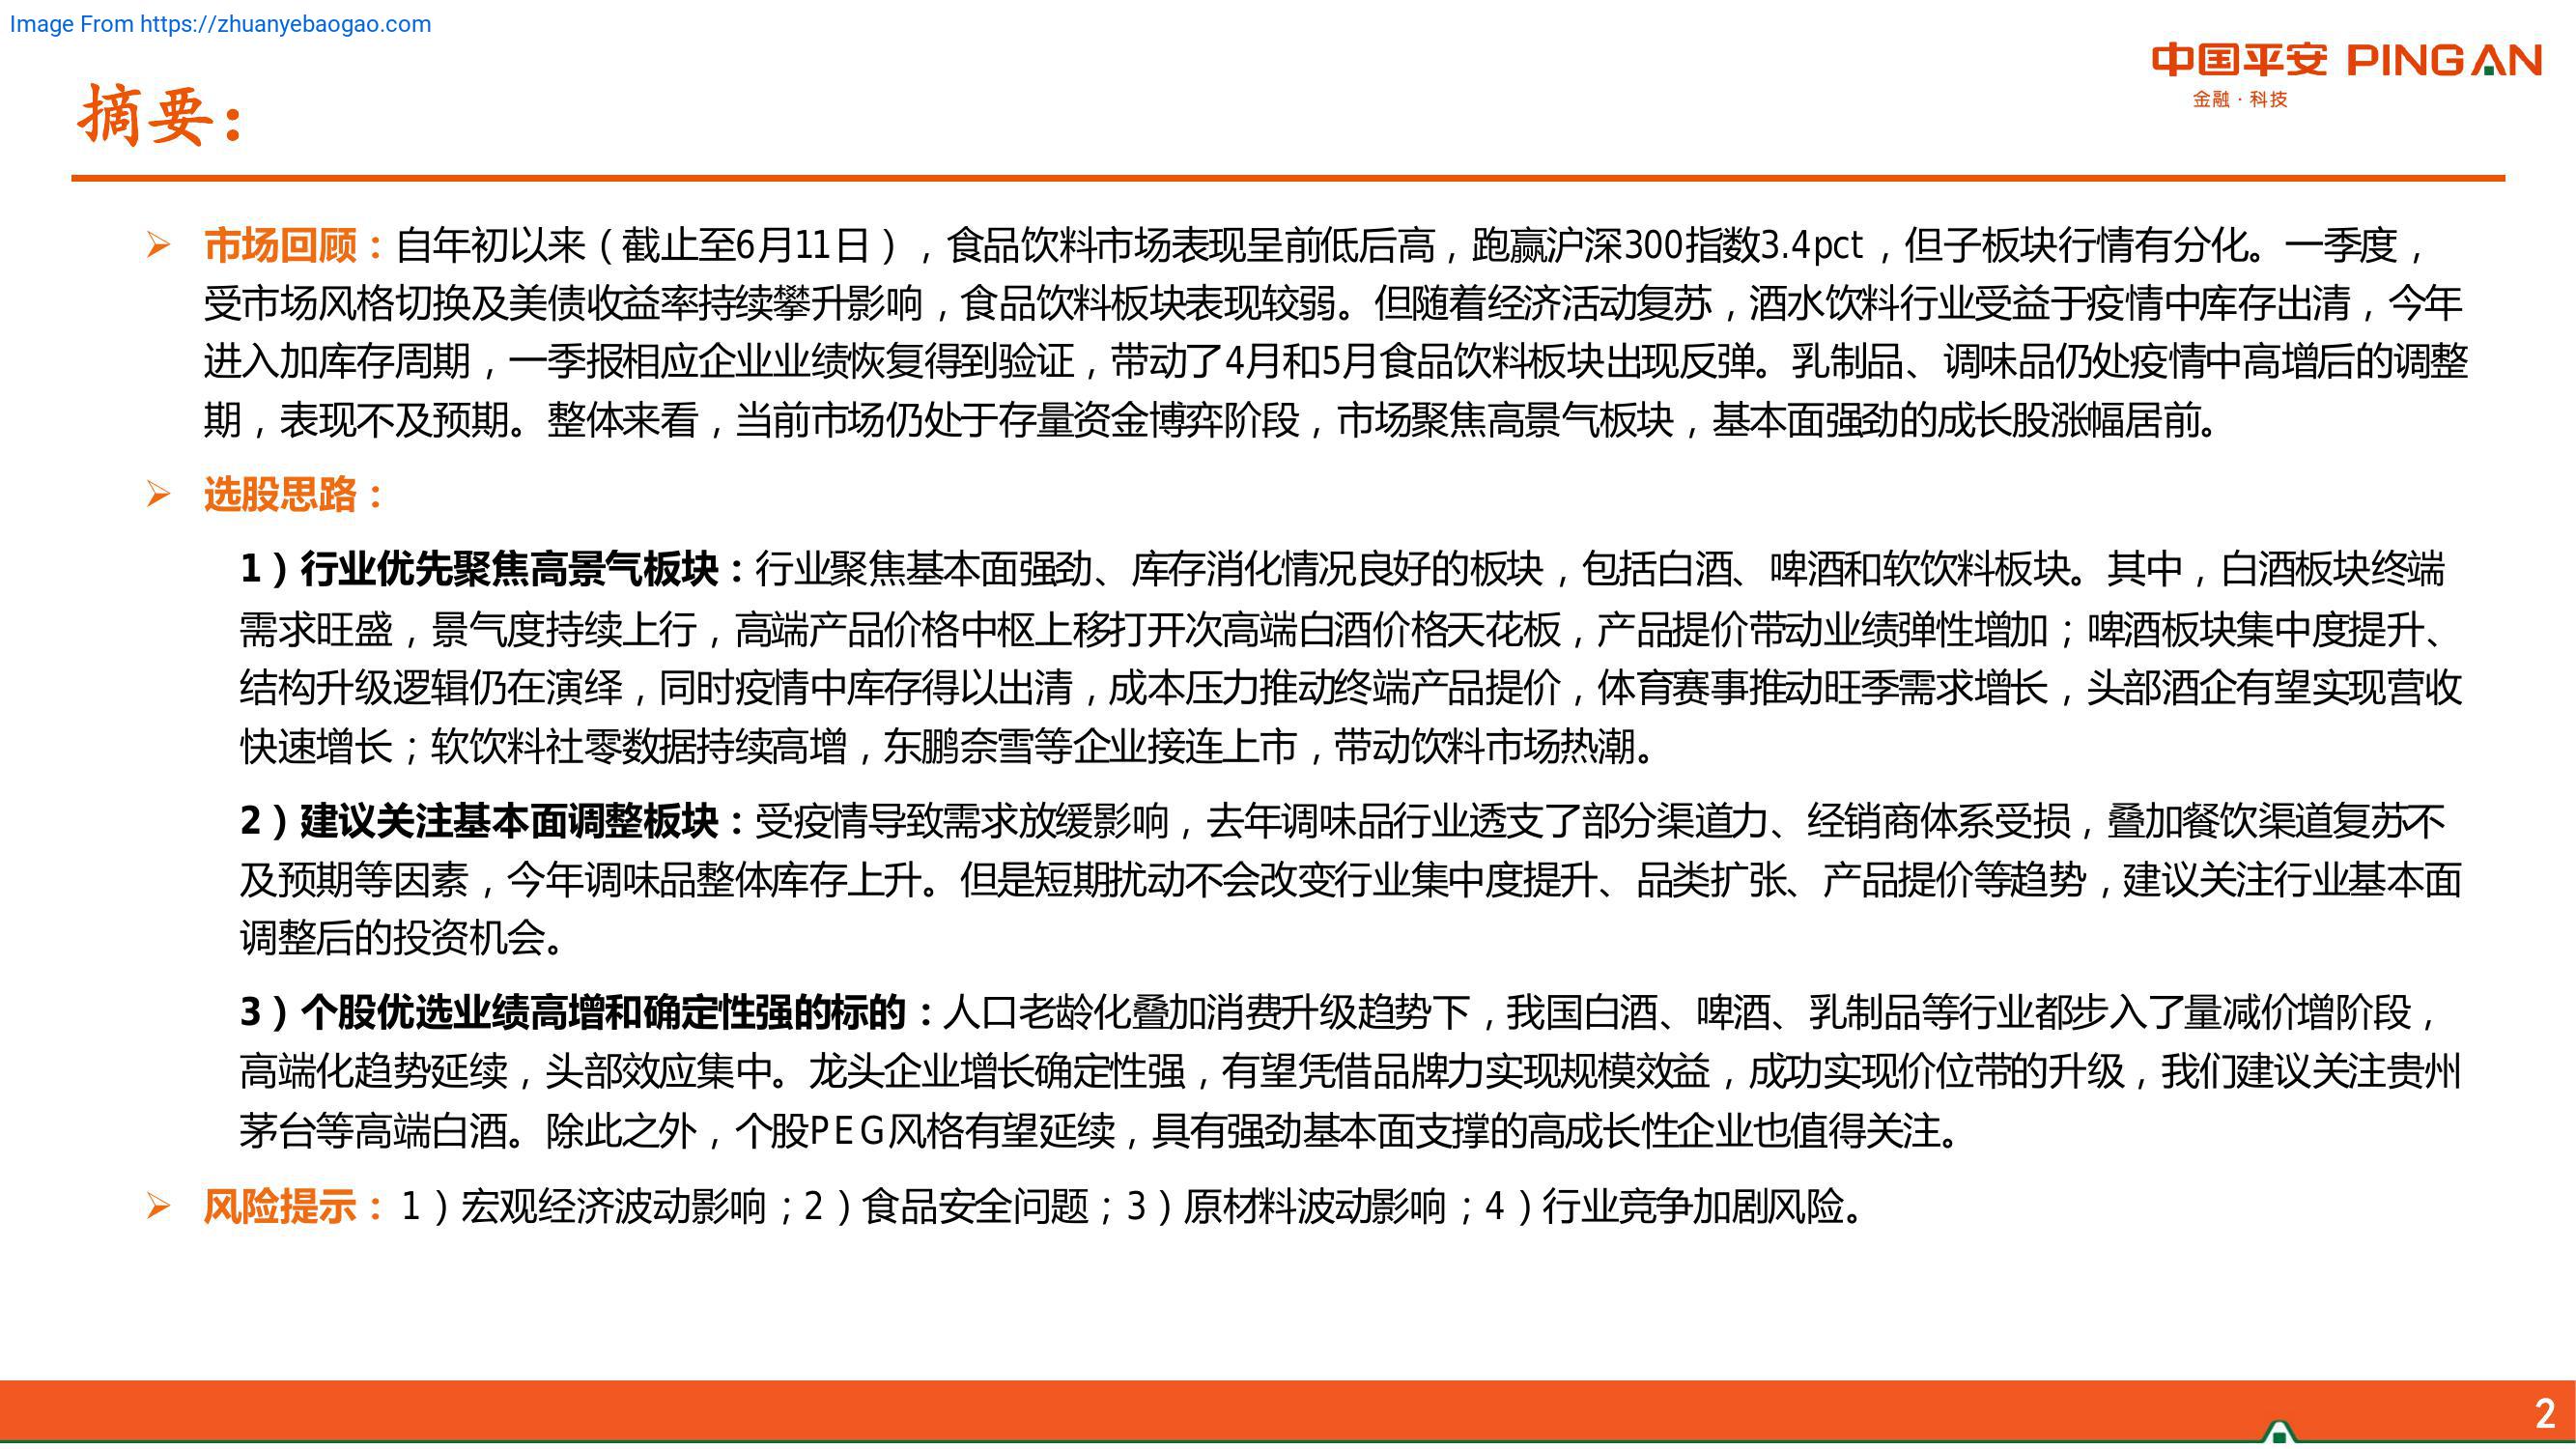 Image From https://zhuanyebaogao.com
中国平安 PINGAN
金融·科技
摘要：
市场回顾：自年初以来（截止至6月11日），食品饮料市场表现呈前低后高，跑赢沪深300指数3.4pct，但子板块行情有分化。一季度，
受市场风格切换及美债收益率持续攀升影响，食品饮料板块表现较弱。但随着经济活动复苏，酒水饮料行业受益于疫情中库存出清，今年
进入加库存周期，一季报相应企业业绩恢复得到验证，带动了4月和5月食品饮料板块出现反弹。乳制品、调味品仍处疫情中高增后的调整
期，表现不及预期。整体来看，当前市场仍处于存量资金博弈阶段，市场聚焦高景气板块，基本面强劲的成长股涨幅居前。
选股思路：
1）行业优先聚焦高景气板块：行业聚焦基本面强劲、库存消化情况良好的板块，包括白酒、啤酒和软饮料板块。其中，白酒板块终端
需求旺盛，景气度持续上行，高端产品价格中枢上移打开次高端白酒价格天花板，产品提价带动业绩弹性增加；啤酒板块集中度提升、
结构升级逻辑仍在演绎，同时疫情中库存得以出清，成本压力推动终端产品提价，体育赛事推动旺季需求增长，头部酒企有望实现营收
快速增长；软饮料社零数据持续高增，东鹏奈雪等企业接连上市，带动饮料市场热潮。
2）建议关注基本面调整板块：受疫情导致需求放缓影响，去年调味品行业透支了部分渠道力、经销商体系受损，叠加餐饮渠道复苏不
及预期等因素，今年调味品整体库存上升。但是短期扰动不会改变行业集中度提升、品类扩张、产品提价等趋势，建议关注行业基本面
调整后的投资机会。
3）个股优选业绩高增和确定性强的标的：人口老龄化叠加消费升级趋势下，我国白酒、啤酒、乳制品等行业都步入了量减价增阶段，
高端化趋势延续，头部效应集中。龙头企业增长确定性强，有望凭借品牌力实现规模效益，成功实现价位带的升级，我们建议关注贵州
茅台等高端白酒。除此之外，个股PEG风格有望延续，具有强劲基本面支撑的高成长性企业也值得关注。
风险提示：1）宏观经济波动影响；2）食品安全问题；3）原材料波动影响；4）行业竞争加剧风险。
2